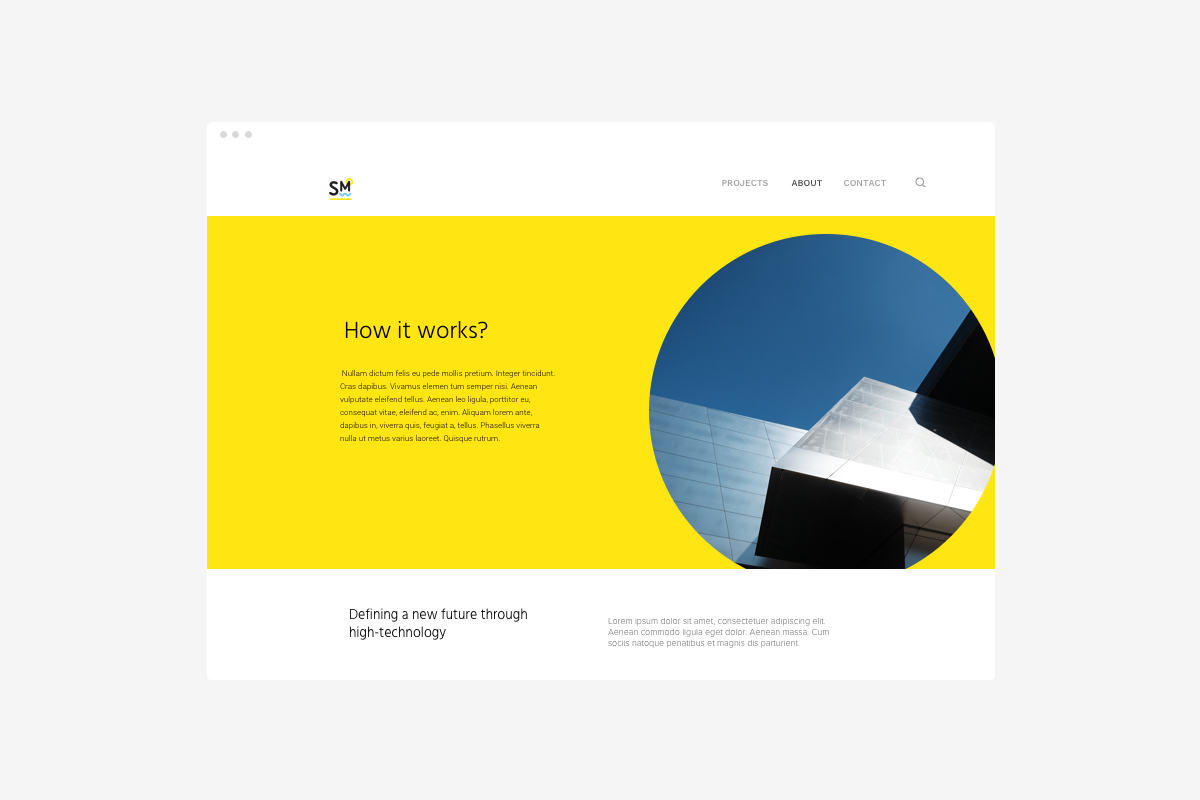 SM
PROJECTS ABOUT CONTACT
How it works?
Nullam dictum felis eu pede mollis pretium. Integer tincidunt.
Cras dapibus. Vivamus elemen tum semper nisi. Aenean
vulputate eleifend tellus. Aenean leo ligula, porttitor eu,
consequat vitae, eleifend ac, enim. Aliquam lorem ante,
dapibus in, viverra quis, feugiat a, tellus. Phasellus viverra
nulla ut metus varius laoreet. Quisque rutrum.
Defining a new future through
high-technology
Lorem ipsum dolor sit amet, consectetuer adipiscing elit.
Aenean commodo ligula eget dolor. Aenean massa. Cum
sociis natoque penatibus et magnis dis parturient.